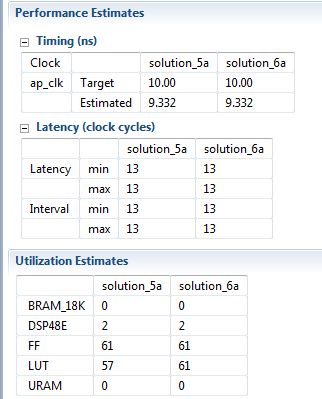 Performance Estimates
Timing (ns)
Clock solution_5a solution_6a
ap_clk Target 10.00 10.00
Estimated 9.332 9.332
Latency (clock cycles)
solution_5a solution_6a
Latency min 13 13
max 13 13
Interval min 13 13
max 13 13
Utilization Estimates
solution_5a solution_6a
BRAM_18K 0 0
DSP48E 2 2
FF 61 61
LUT 57 61
URAM 0 0